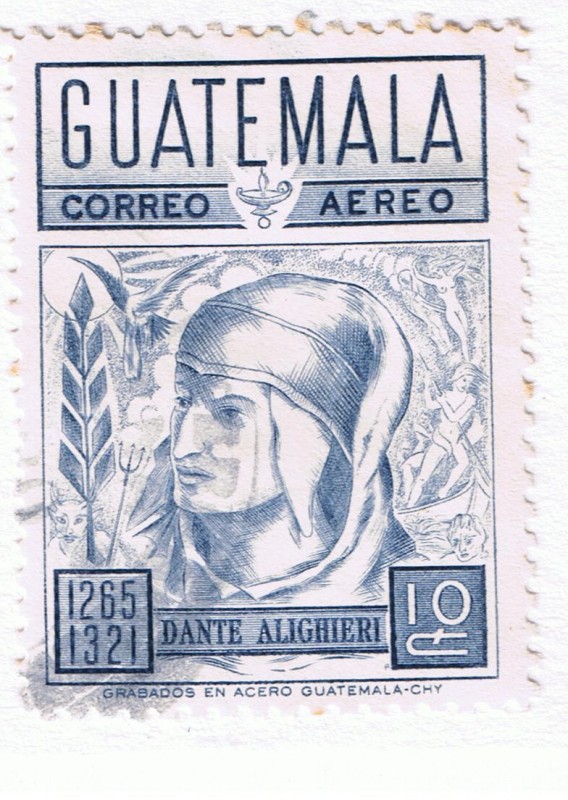 GUATEMALA
CORREO AEREO
1265
1321
DANTE ALIGHIERI
10
¢
GRABADOS EN ACERO GUATEMALA-CHY